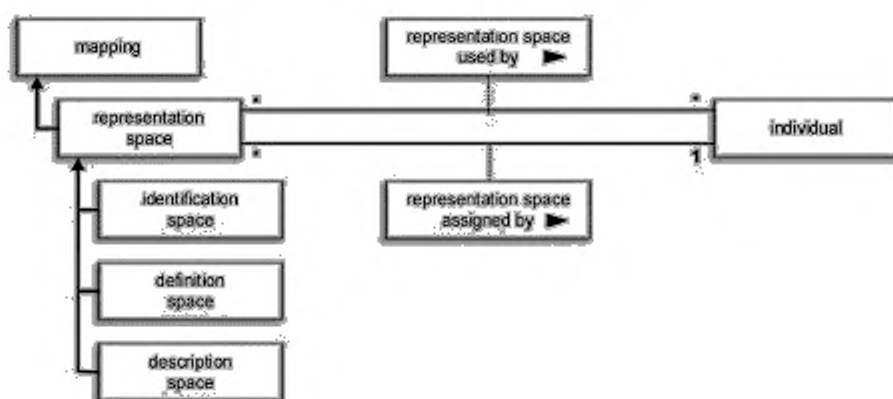 mapping
representation space
used by ►
representation
space
*
*
individual
*
1
identification
space
representation space
assigned by ►
definition
space
description
space